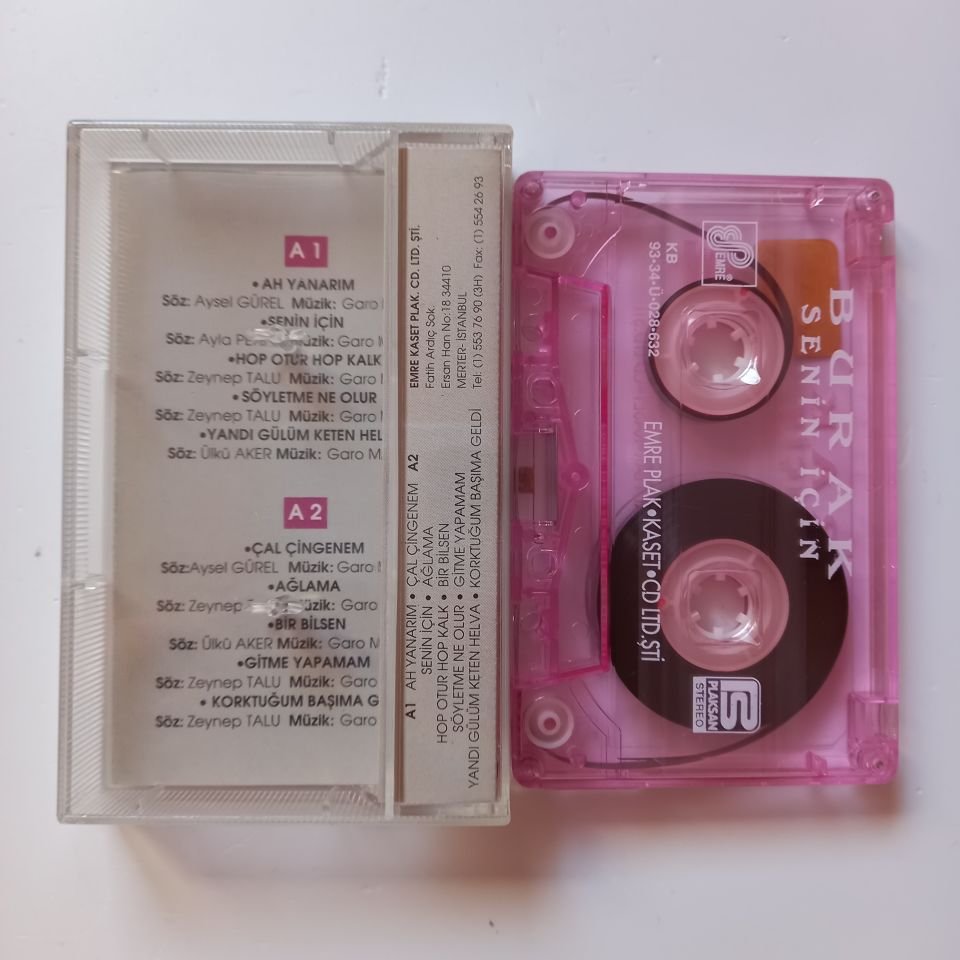 A 1
•AH YANARIM
Söz: Aysel GÜREL Müzik: Garo
•SENİN İÇİN
Söz: Ayla Müzik: Garo
•HOP OTUR HOP KALK
Söz: Zeynep TALU Müzik: Garo
•SÖYLETME NE OLUR
Söz: Zeynep TALU Müzik: Garo
•YANDI GÜLÜM KETEN HEL
Söz: Ülkü AKER Müzik: Garo
A 2
•ÇAL ÇİNGENEM
Söz:Aysel GÜREL Müzik: Garo
•AĞLAMA
Söz: Zeynep Müzik: Garo
•BİR BİLSEN
Söz: Ülkü AKER Müzik: Garo
•GİTME YAPAMAM
Söz: Zeynep TALU Müzik: Garo
• KORKTUĞUM BAŞIMA G
Söz: Zeynep TALU Müzik: Garo
A1 AH YANARIM • ÇAL ÇİNGENEM A2
SENİN İÇİN • AĞLAMA
HOP OTUR HOP KALK • BİR BİLSEN
SÖYLETME NE OLUR • GİTME YAPAMAM
YANDI GÜLÜM KETEN HELVA • KORKTUĞUM BAŞIMA GELDİ
EMRE KASET PLAK. CD. LTD. ŞTİ.
Fatih Ardıç Sok.
Ersan Han No:18 34410
MERTER- İSTANBUL
Tel: (1) 553 76 90 (3H) Fax: (1) 554 26 93
BURAK
SENİN İÇİN
EMRE
KB
93•34•Ü•028•632
EMRE PLAK•KASET•CD LTD.ŞTİ
PLAKSAN
STEREO